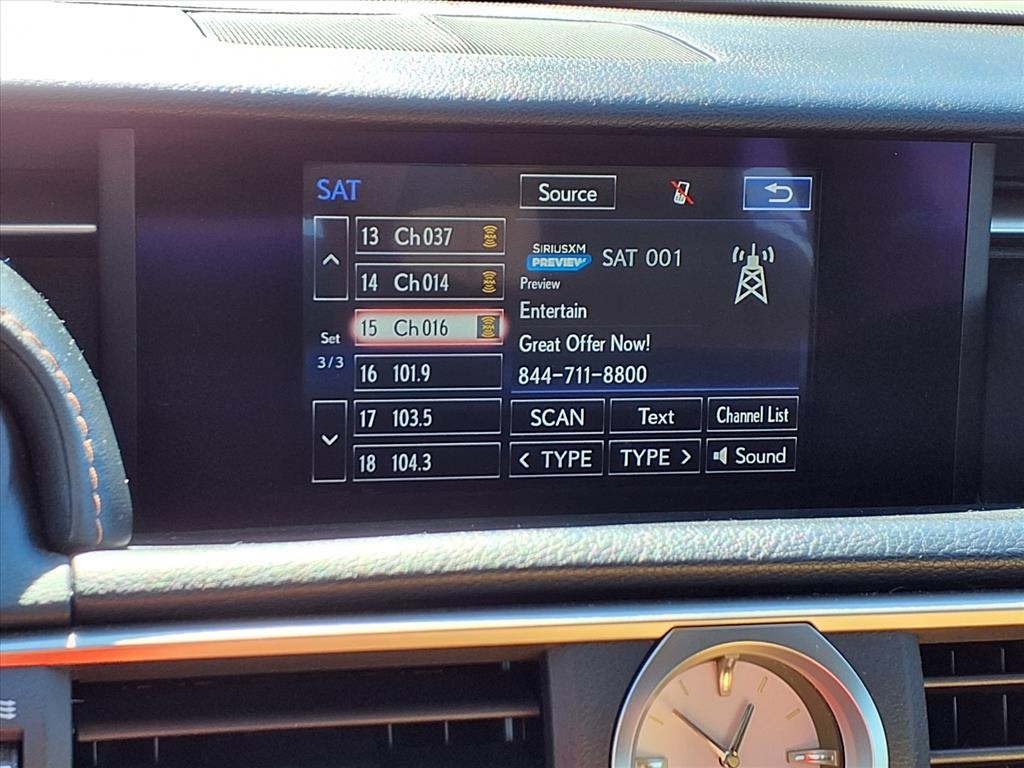 SAT
Source
13 Ch037
14 Ch014
15 Ch016
16 101.9
17 103.5
18 104.3
Set
3/3
SIRIUSXM
PREVIEW
SAT 001
Preview
Entertain
Great Offer Now!
844-711-8800
SCAN Text Channel List
< TYPE TYPE > Sound